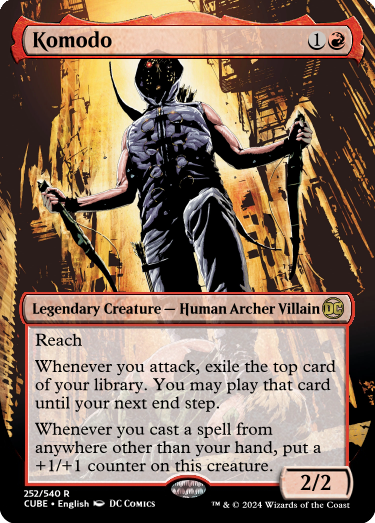 Komodo 1
Legendary Creature — Human Archer Villain DC
Reach
Whenever you attack, exile the top card
of your library. You may play that card
until your next end step.
Whenever you cast a spell from
anywhere other than your hand, put a
+1/+1 counter on this creature.
2/2
252/540 R
CUBE • English DC COMICS
™ & © 2024 Wizards of the Coast